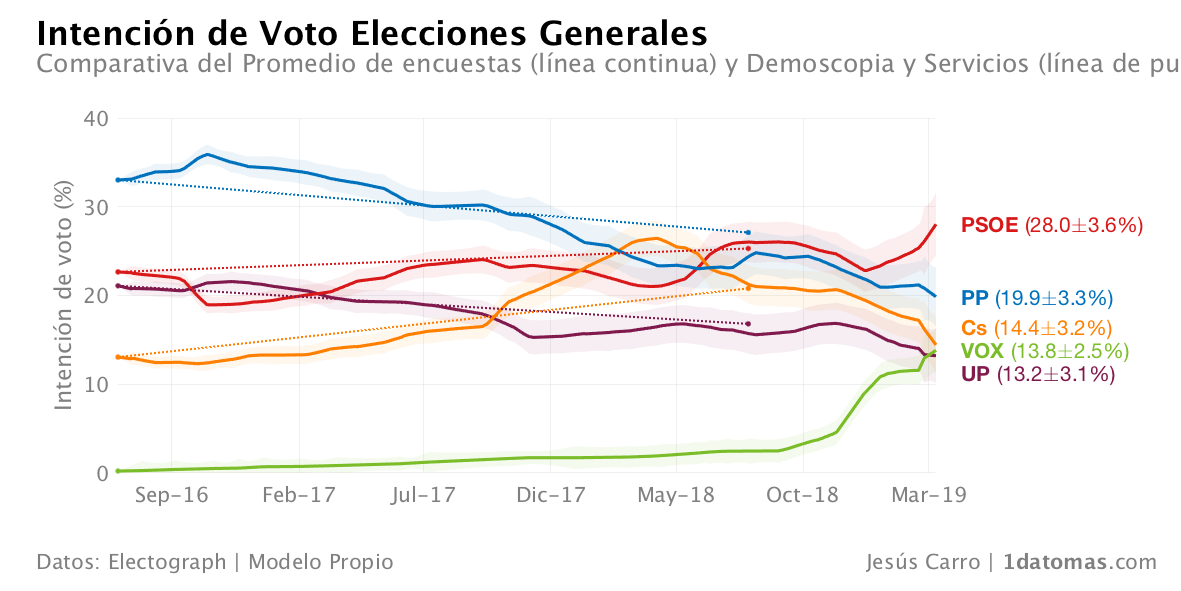 Intención de Voto Elecciones Generales
Comparativa del Promedio de encuestas (línea continua) y Demoscopia y Servicios (línea de pu
Intención de voto (%)
40
30
20
10
0
Sep-16 Feb-17 Jul-17 Dic-17 May-18 Oct-18 Mar-19
PSOE (28.0±3.6%)
PP (19.9±3.3%)
Cs (14.4±3.2%)
VOX (13.8±2.5%)
UP (13.2±3.1%)
Datos: Electograph | Modelo Propio
Jesús Carro | 1datomas.com